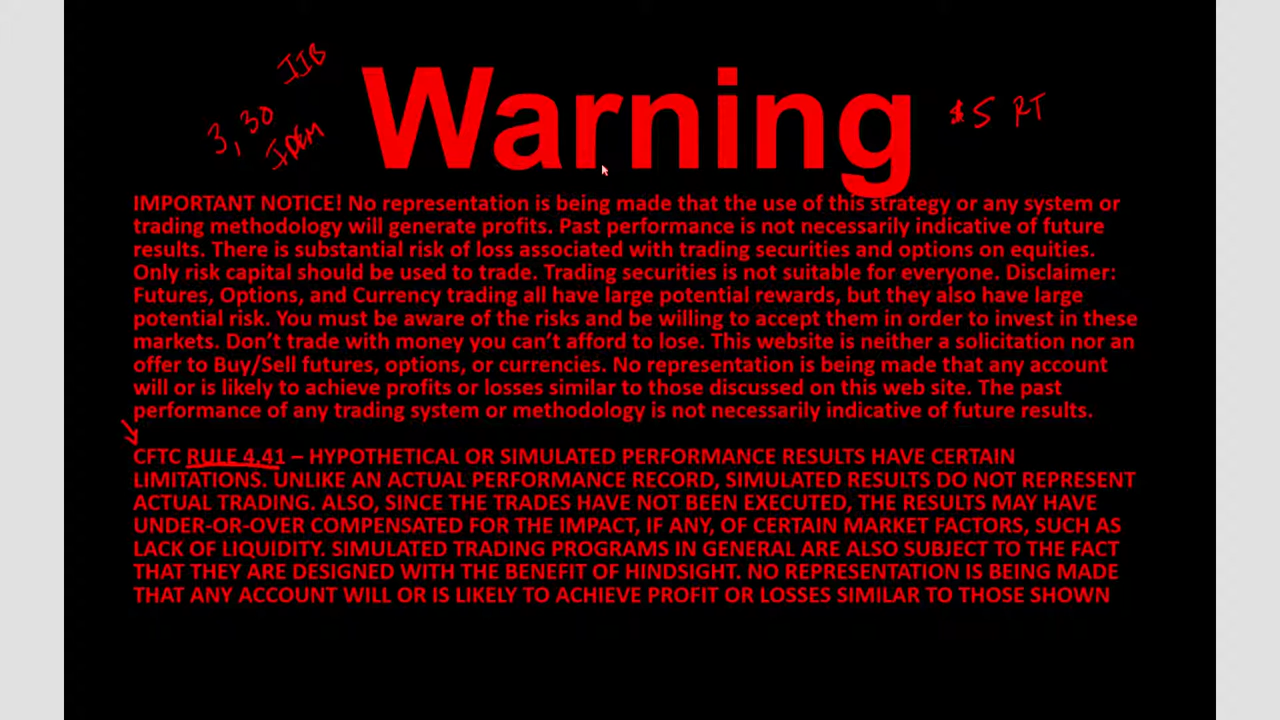 IIB
3, 30
IDEM
Warning
$5 RT
IMPORTANT NOTICE! No representation is being made that the use of this strategy or any system or
trading methodology will generate profits. Past performance is not necessarily indicative of future
results. There is substantial risk of loss associated with trading securities and options on equities.
Only risk capital should be used to trade. Trading securities is not suitable for everyone. Disclaimer:
Futures, Options, and Currency trading all have large potential rewards, but they also have large
potential risk. You must be aware of the risks and be willing to accept them in order to invest in these
markets. Don’t trade with money you can’t afford to lose. This website is neither a solicitation nor an
offer to Buy/Sell futures, options, or currencies. No representation is being made that any account
will or is likely to achieve profits or losses similar to those discussed on this web site. The past
performance of any trading system or methodology is not necessarily indicative of future results.
CFTC RULE 4.41 – HYPOTHETICAL OR SIMULATED PERFORMANCE RESULTS HAVE CERTAIN
LIMITATIONS. UNLIKE AN ACTUAL PERFORMANCE RECORD, SIMULATED RESULTS DO NOT REPRESENT
ACTUAL TRADING. ALSO, SINCE THE TRADES HAVE NOT BEEN EXECUTED, THE RESULTS MAY HAVE
UNDER-OR-OVER COMPENSATED FOR THE IMPACT, IF ANY, OF CERTAIN MARKET FACTORS, SUCH AS
LACK OF LIQUIDITY. SIMULATED TRADING PROGRAMS IN GENERAL ARE ALSO SUBJECT TO THE FACT
THAT THEY ARE DESIGNED WITH THE BENEFIT OF HINDSIGHT. NO REPRESENTATION IS BEING MADE
THAT ANY ACCOUNT WILL OR IS LIKELY TO ACHIEVE PROFIT OR LOSSES SIMILAR TO THOSE SHOWN